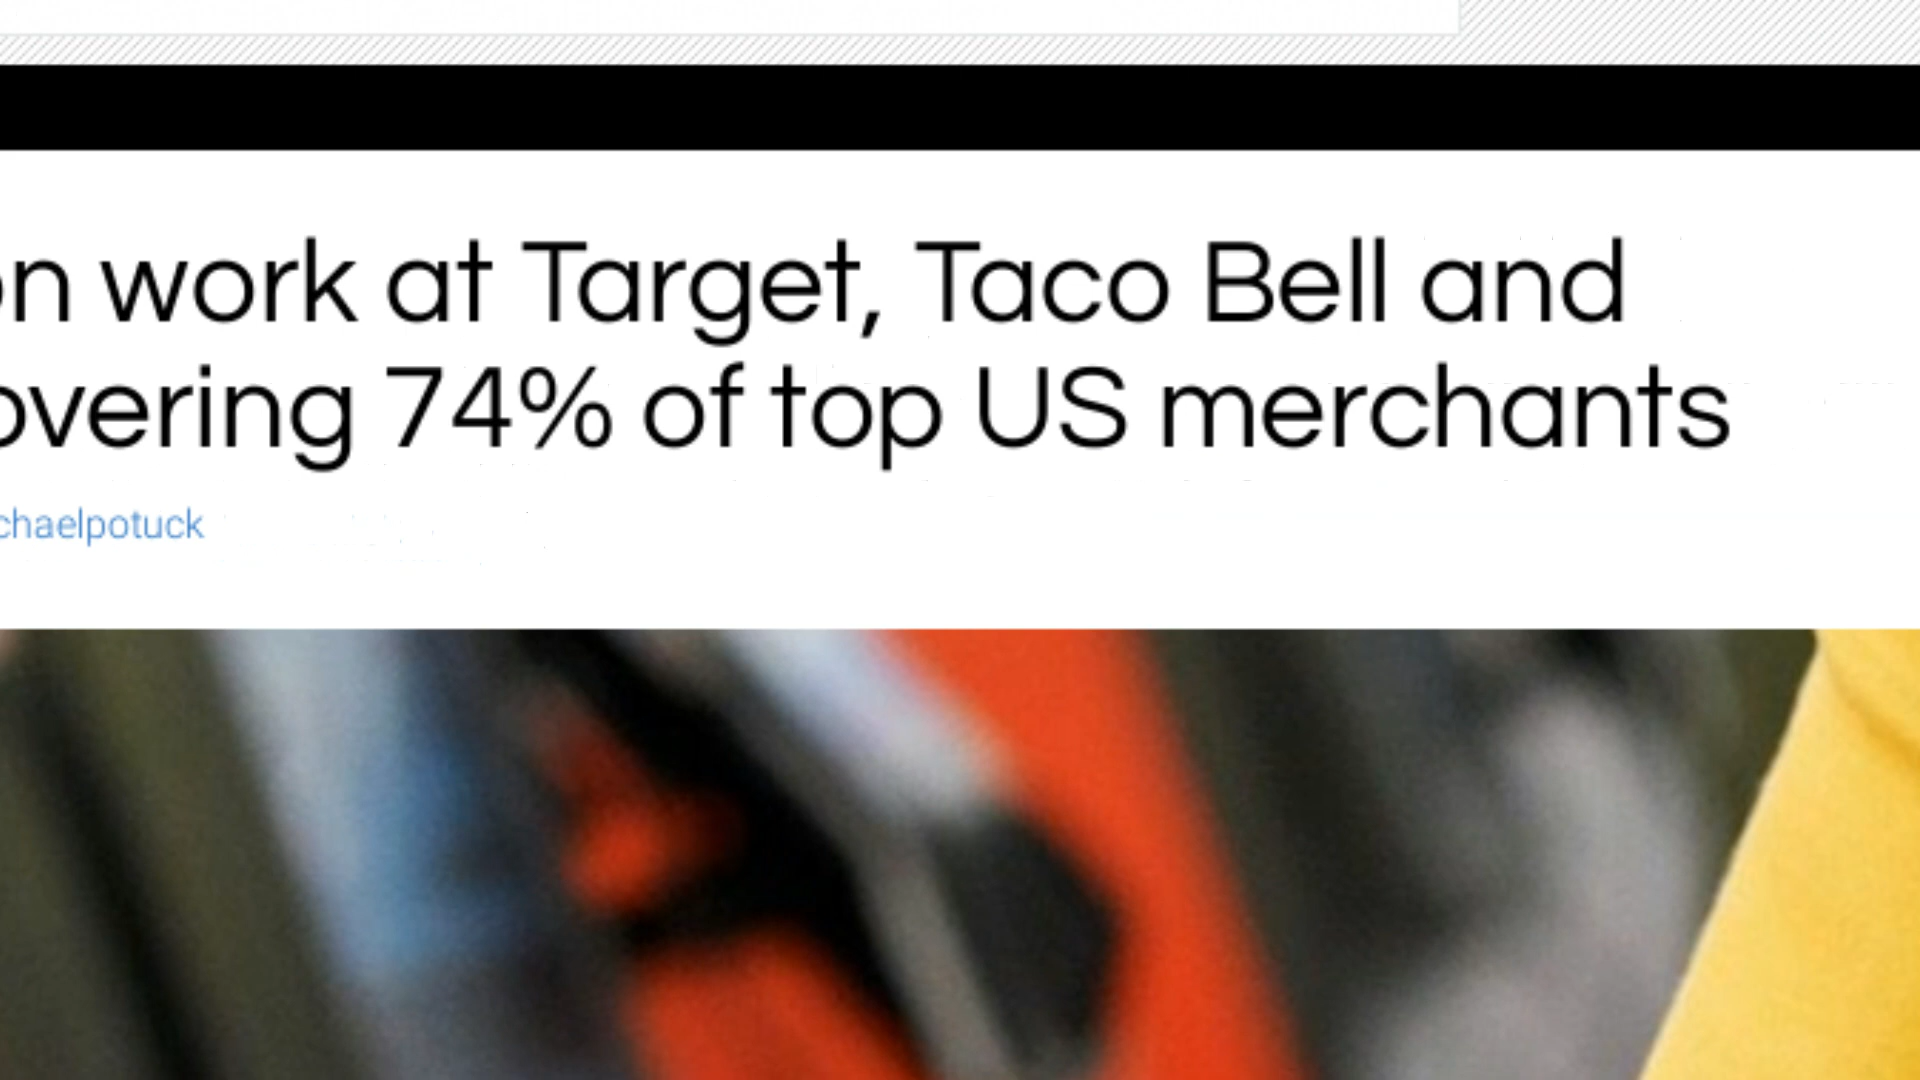 on work at Target, Taco Bell and
overing 74% of top US merchants
chaelpotuck